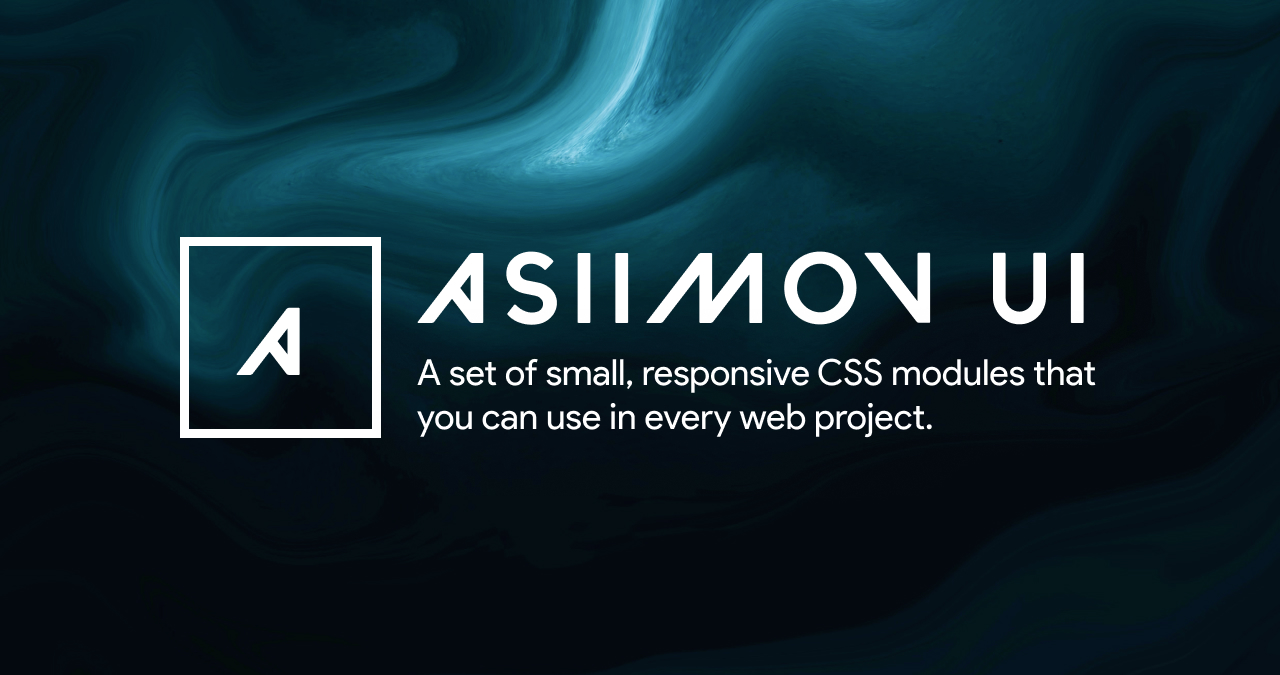 A
ASIIMOV UI
A set of small, responsive CSS modules that
you can use in every web project.